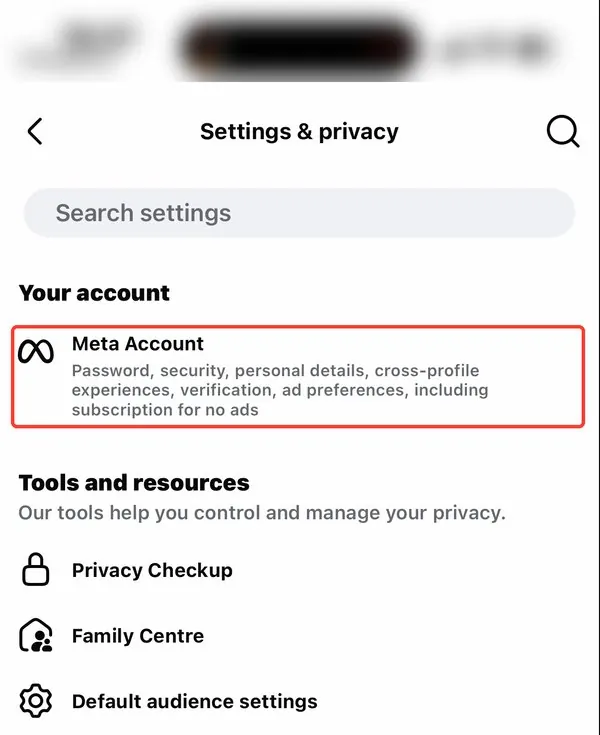 Settings & privacy
Search settings
Your account
Meta Account
Password, security, personal details, cross-profile
experiences, verification, ad preferences, including
subscription for no ads
Tools and resources
Our tools help you control and manage your privacy.
Privacy Checkup
Family Centre
Default audience settings